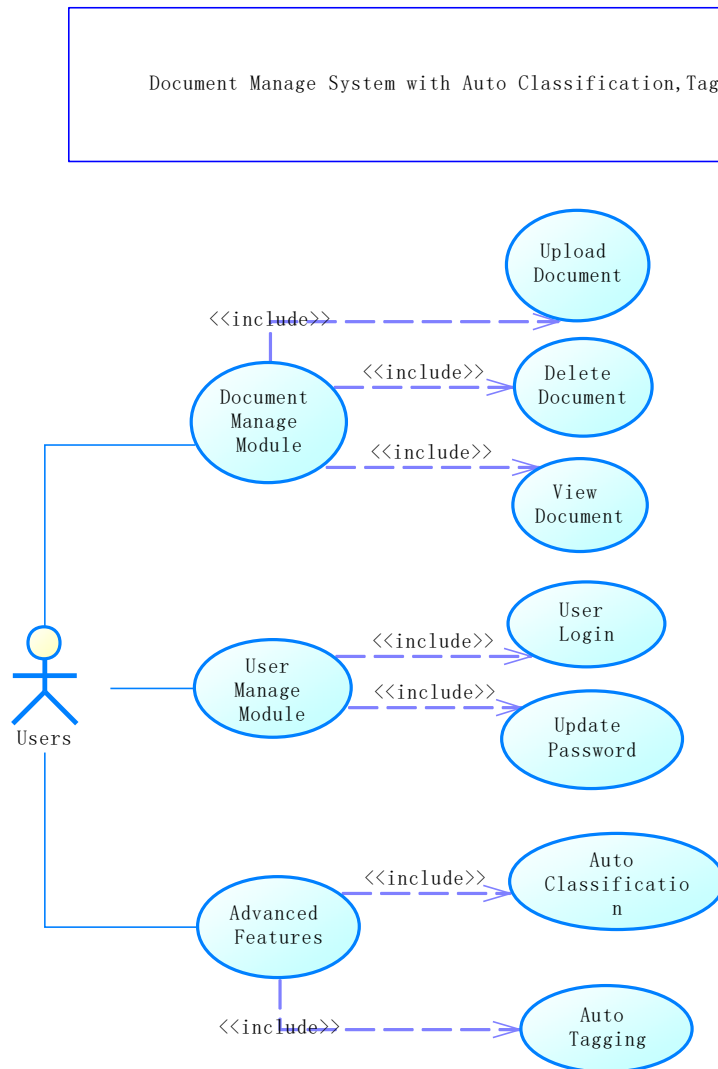 Document Manage System with Auto Classification,Tag
Upload
Document
<<include>>
<<include>>
Delete
Document
Document
Manage
Module
<<include>>
View
Document
User
Login
<<include>>
User
Manage
Module
<<include>>
Update
Password
Users
Auto
Classificatio
n
<<include>>
Advanced
Features
<<include>>
Auto
Tagging